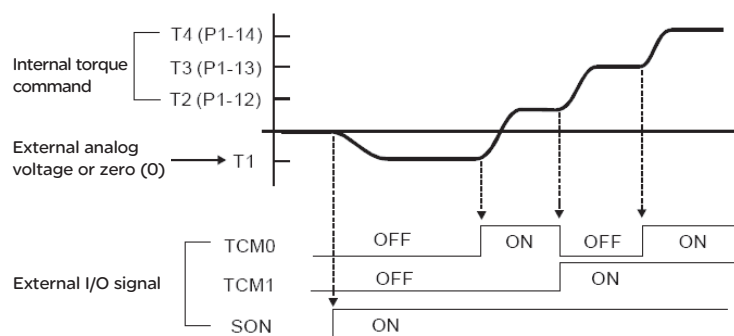 T4 (P1-14)
Internal torque
command
T3 (P1-13)
T2 (P1-12)
External analog
voltage or zero (0)
T1
TCM0 OFF ON OFF ON
External I/O signal
TCM1 OFF ON
SON ON